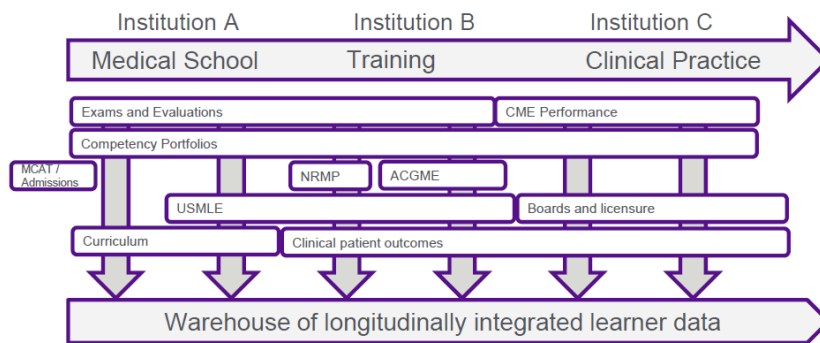 Institution A Institution B Institution C
Medical School Training Clinical Practice
Exams and Evaluations CME Performance
Competency Portfolios
MCAT /
Admissions
NRMP ACGME
USMLE Boards and licensure
Curriculum Clinical patient outcomes
Warehouse of longitudinally integrated learner data